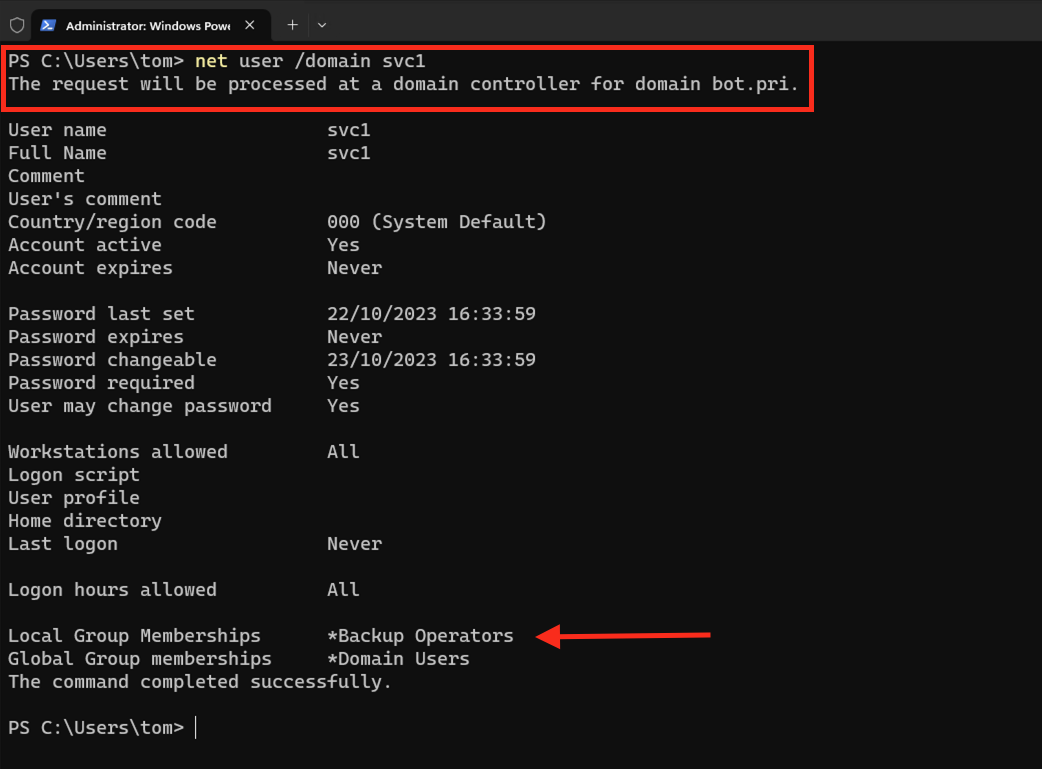 Administrator: Windows Powe
PS C:\Users\tom> net user /domain svc1
The request will be processed at a domain controller for domain bot.pri.
User name svc1
Full Name svc1
Comment
User's comment
Country/region code 000 (System Default)
Account active Yes
Account expires Never
Password last set 22/10/2023 16:33:59
Password expires Never
Password changeable 23/10/2023 16:33:59
Password required Yes
User may change password Yes
Workstations allowed All
Logon script
User profile
Home directory
Last logon Never
Logon hours allowed All
Local Group Memberships *Backup Operators
Global Group memberships *Domain Users
The command completed successfully.
PS C:\Users\tom>